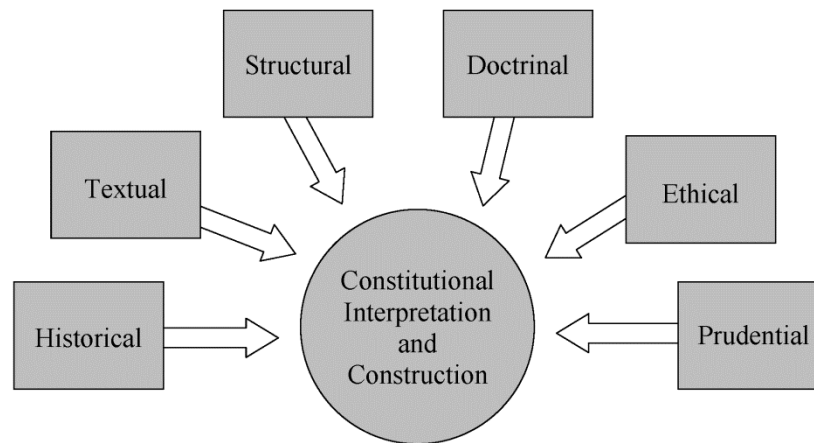 Structural
Doctrinal
Textual
Ethical
Historical
Constitutional
Interpretation
and
Construction
Prudential